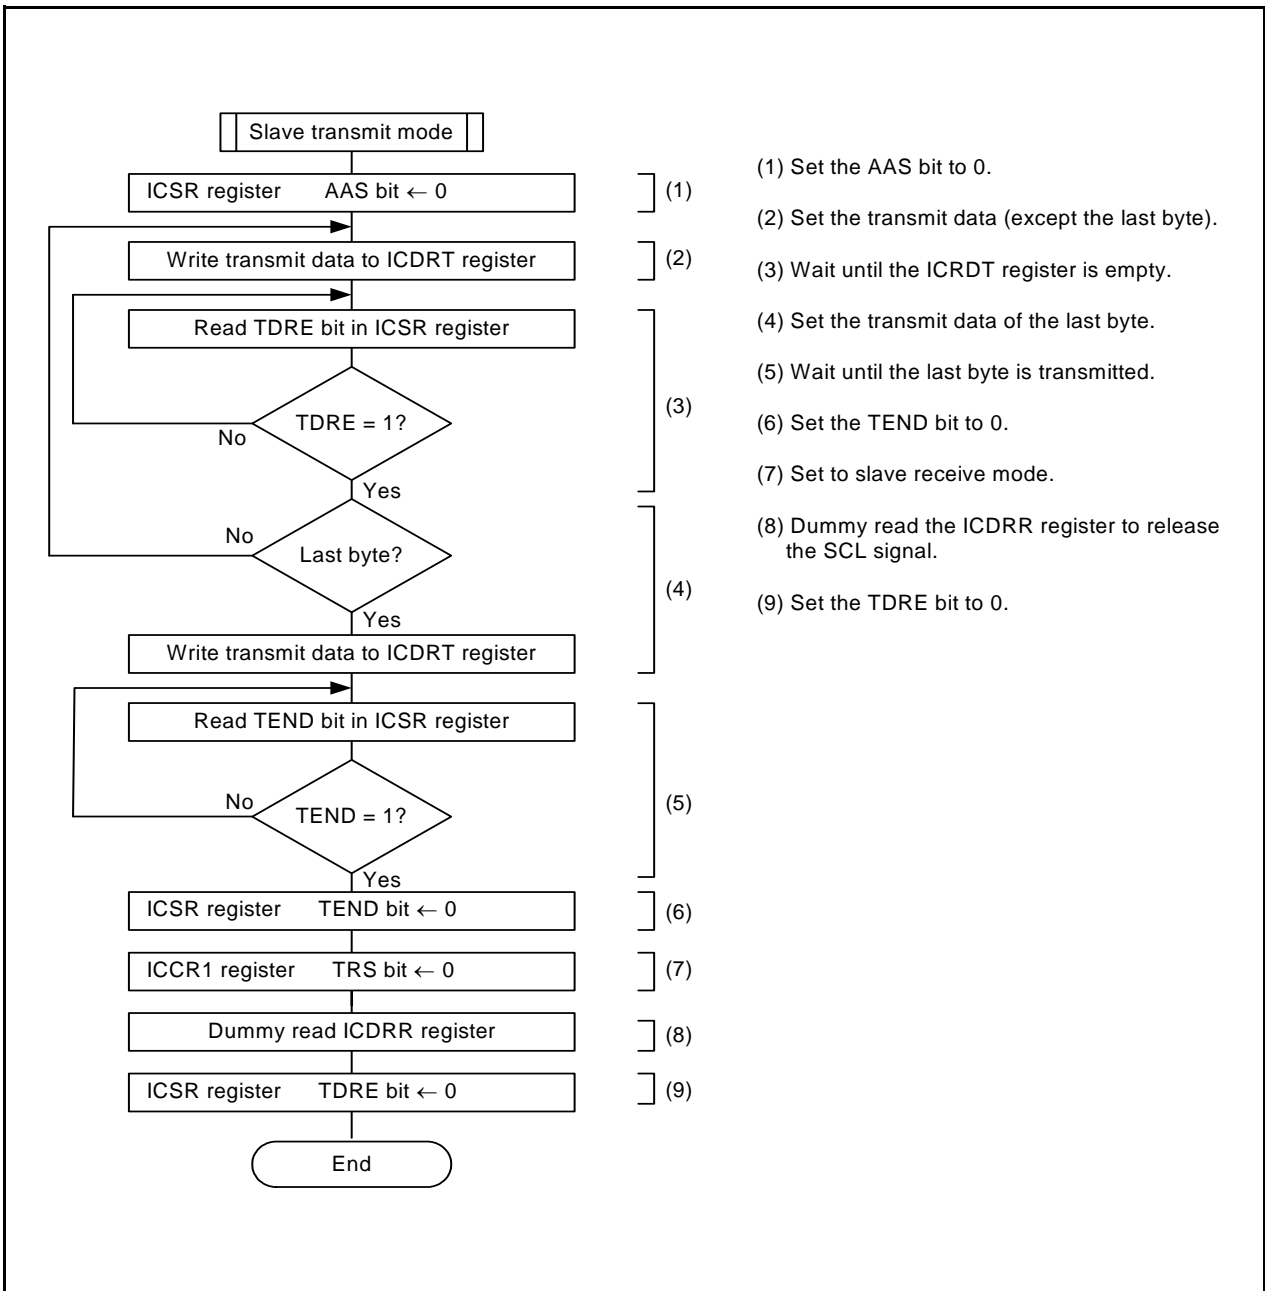 Slave transmit mode
ICSR register AAS bit ← 0
(1)
Write transmit data to ICDRT register
(2)
Read TDRE bit in ICSR register
TDRE = 1?
No
(3)
Yes
No
Last byte?
(4)
Yes
Write transmit data to ICDRT register
Read TEND bit in ICSR register
No
TEND = 1?
(5)
Yes
ICSR register TEND bit ← 0
(6)
ICCR1 register TRS bit ← 0
(7)
Dummy read ICDRR register
(8)
ICSR register TDRE bit ← 0
(9)
End
(1) Set the AAS bit to 0.
(2) Set the transmit data (except the last byte).
(3) Wait until the ICRDT register is empty.
(4) Set the transmit data of the last byte.
(5) Wait until the last byte is transmitted.
(6) Set the TEND bit to 0.
(7) Set to slave receive mode.
(8) Dummy read the ICDRR register to release
the SCL signal.
(9) Set the TDRE bit to 0.